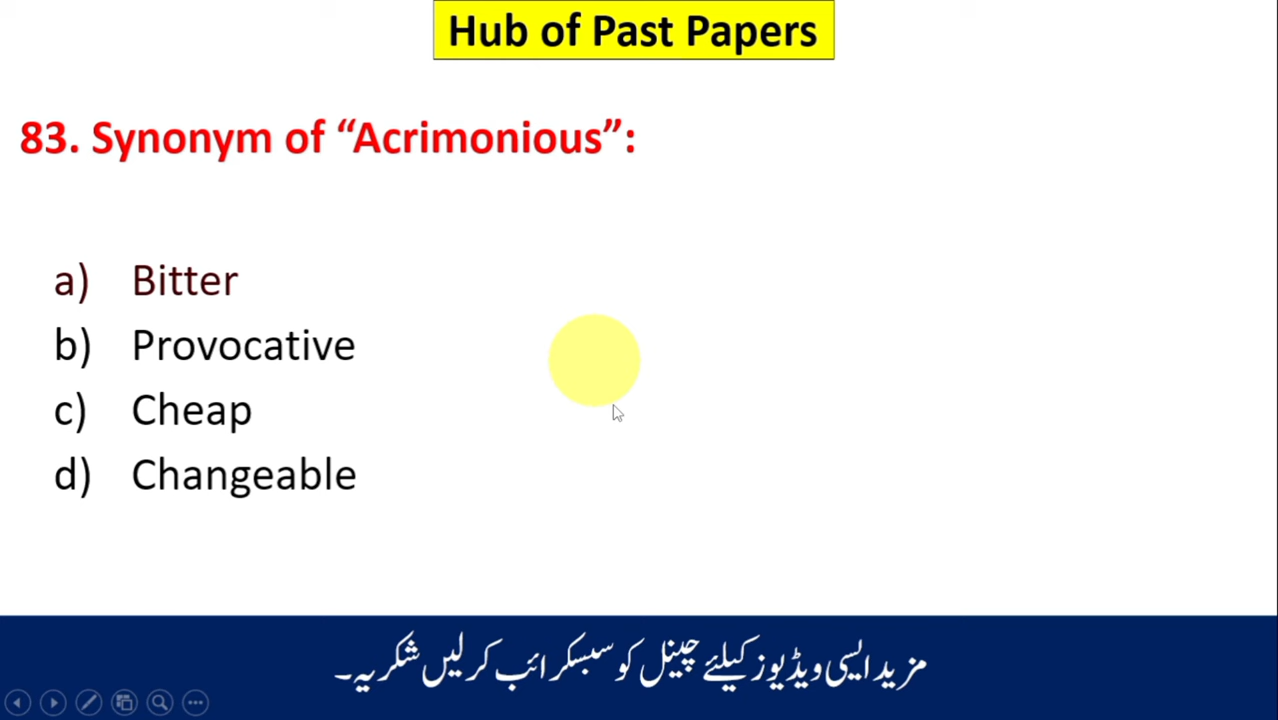 Hub of Past Papers
83. Synonym of “Acrimonious”:
a) Bitter
b) Provocative
c) Cheap
d) Changeable
مزید ایسی ویڈیوز کیلئے چینل کو سبسکرائب کر لیں شکریہ۔